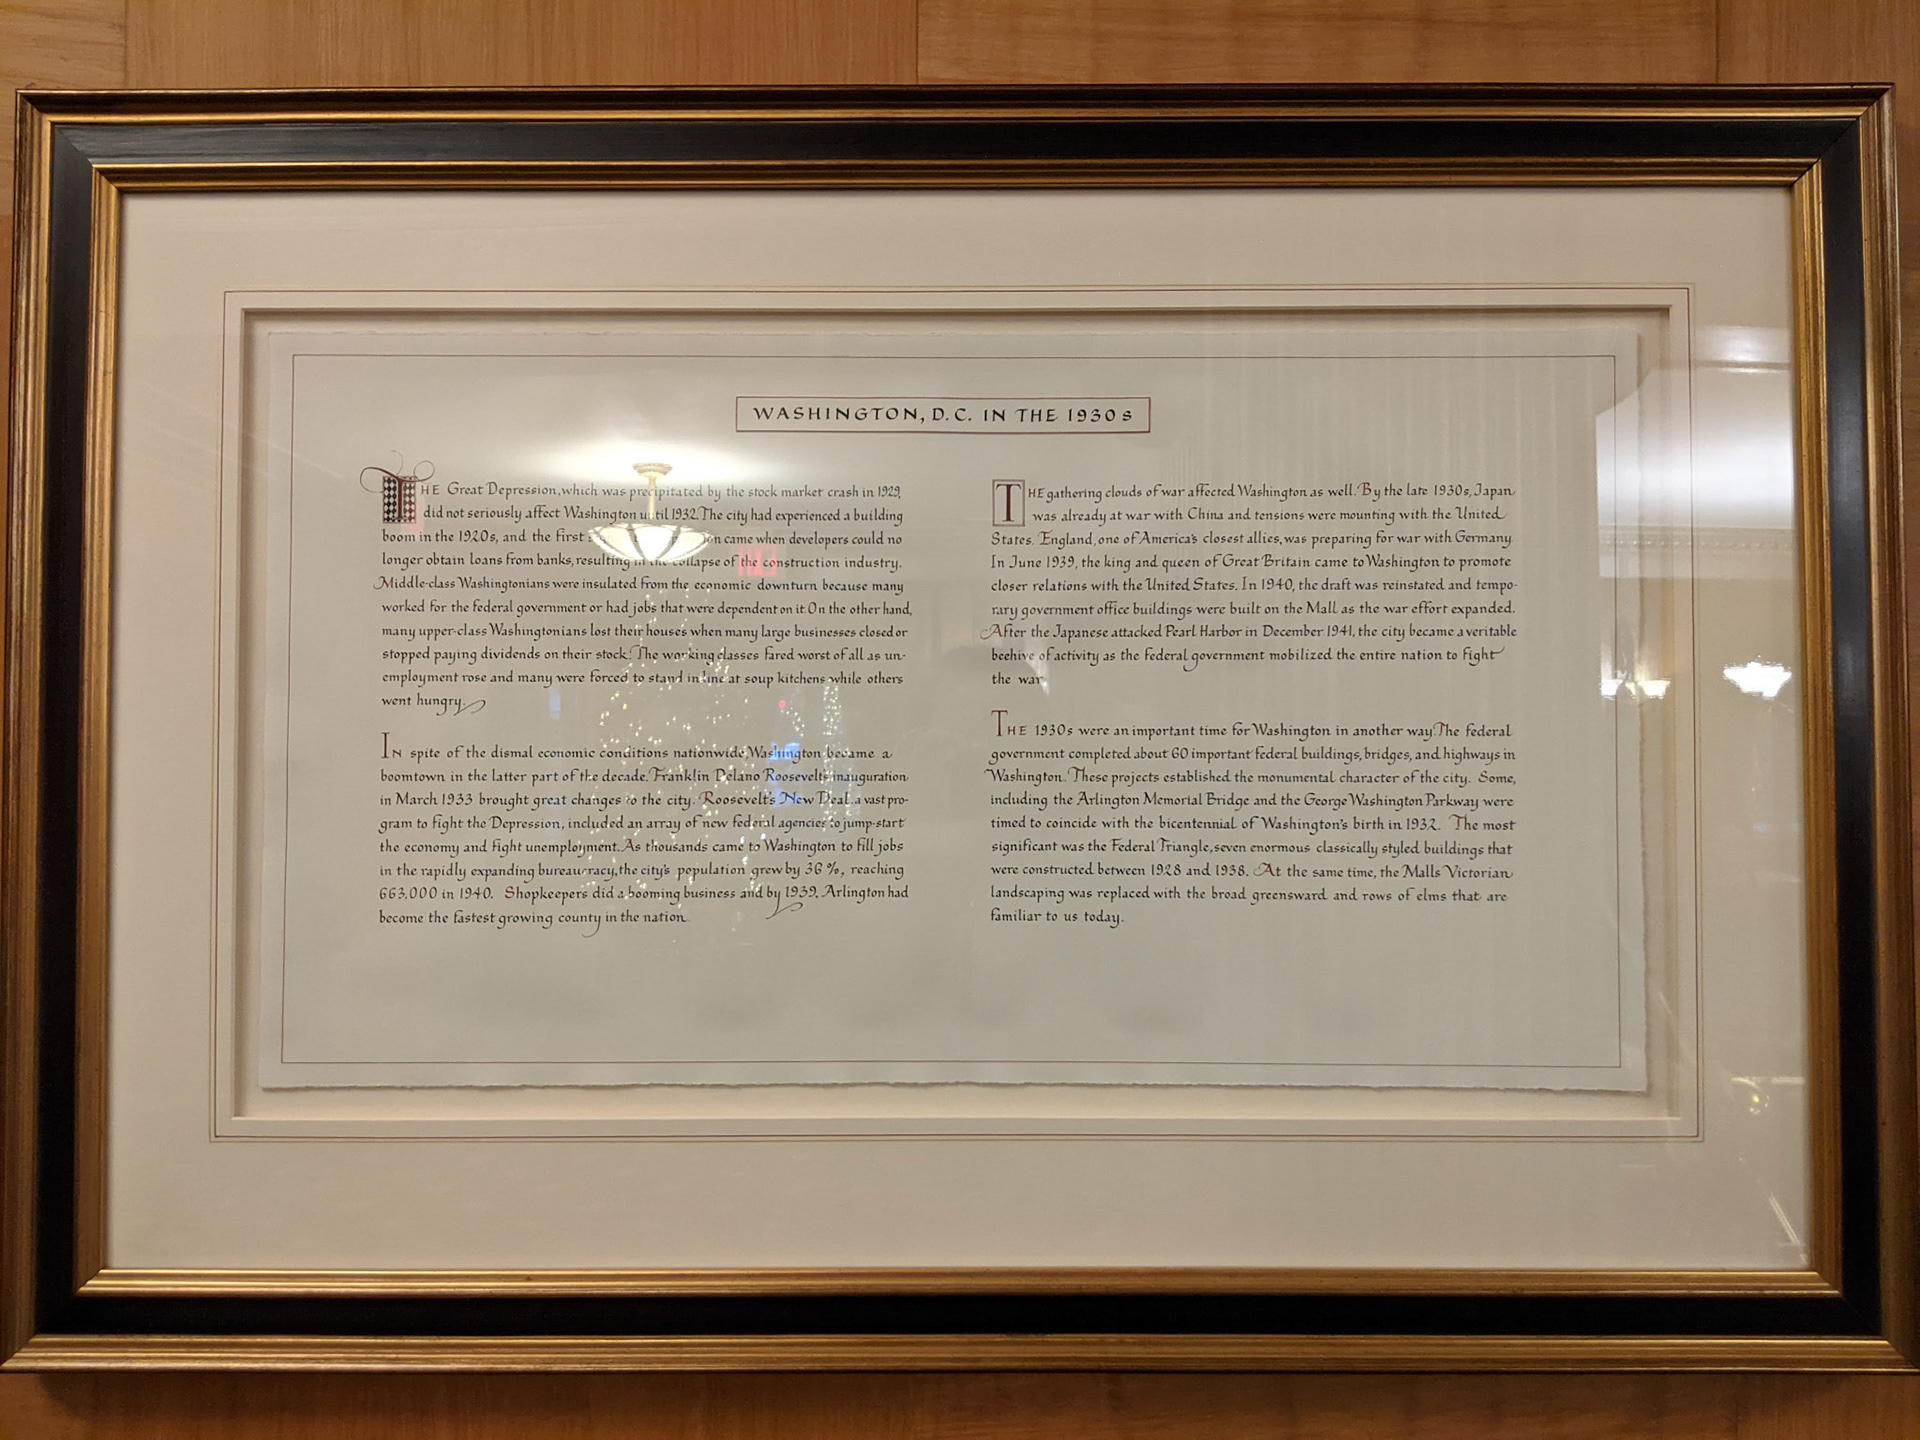 WASHINGTON, D.C. IN THE 1930s
THE Great Depression, which was precipitated by the stock market crash in 1929,
did not seriously affect Washington until 1932. The city had experienced a building
boom in the 1920s, and the first came when developers could no
longer obtain loans from banks, resulting in the collapse of the construction industry.
Middle-class Washingtonians were insulated from the economic downturn because many
worked for the federal government or had jobs that were dependent on it. On the other hand,
many upper-class Washingtonians lost their houses when many large businesses closed or
stopped paying dividends on their stock. The working classes fared worst of all as un-
employment rose and many were forced to stand in line at soup kitchens while others
went hungry.
IN spite of the dismal economic conditions nationwide, Washington became a
boomtown in the latter part of the decade. Franklin Delano Roosevelt's inauguration
in March 1933 brought great changes to the city. Roosevelt's New Deal, a vast pro-
gram to fight the Depression, included an array of new federal agencies to jump-start
the economy and fight unemployment. As thousands came to Washington to fill jobs
in the rapidly expanding bureaucracy, the city's population grew by 36%, reaching
663,000 in 1940. Shopkeepers did a booming business and by 1939, Arlington had
become the fastest growing county in the nation.
THE gathering clouds of war affected Washington as well. By the late 1930s, Japan
was already at war with China and tensions were mounting with the United
States. England, one of America's closest allies, was preparing for war with Germany.
In June 1939, the king and queen of Great Britain came to Washington to promote
closer relations with the United States. In 1940, the draft was reinstated and tempo-
rary government office buildings were built on the Mall as the war effort expanded.
After the Japanese attacked Pearl Harbor in December 1941, the city became a veritable
beehive of activity as the federal government mobilized the entire nation to fight
the war.
THE 1930s were an important time for Washington in another way. The federal
government completed about 60 important federal buildings, bridges, and highways in
Washington. These projects established the monumental character of the city. Some,
including the Arlington Memorial Bridge and the George Washington Parkway were
timed to coincide with the bicentennial of Washington's birth in 1932. The most
significant was the Federal Triangle, seven enormous classically styled buildings that
were constructed between 1928 and 1938. At the same time, the Mall's Victorian
landscaping was replaced with the broad greensward and rows of elms that are
familiar to us today.